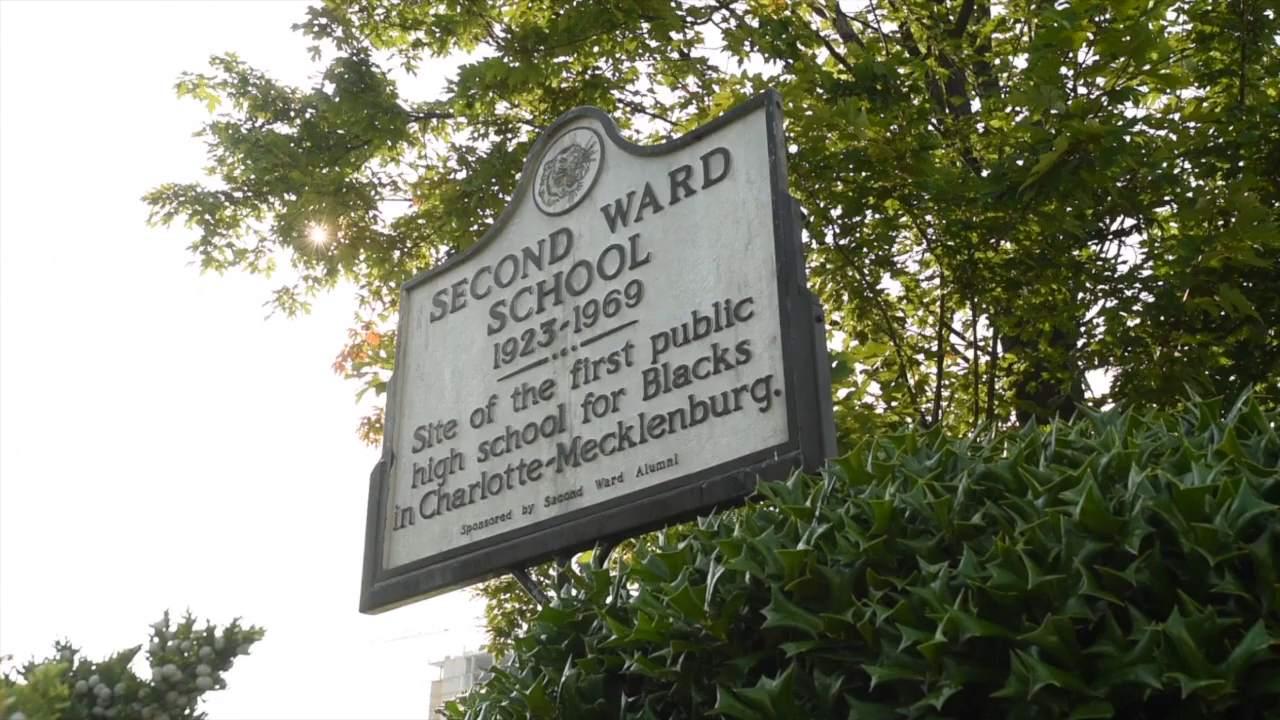 SECOND WARD
SCHOOL
1923-1969
Site of the first public
high school for Blacks
in Charlotte-Mecklenburg.
Sponsored by Second Ward Alumni